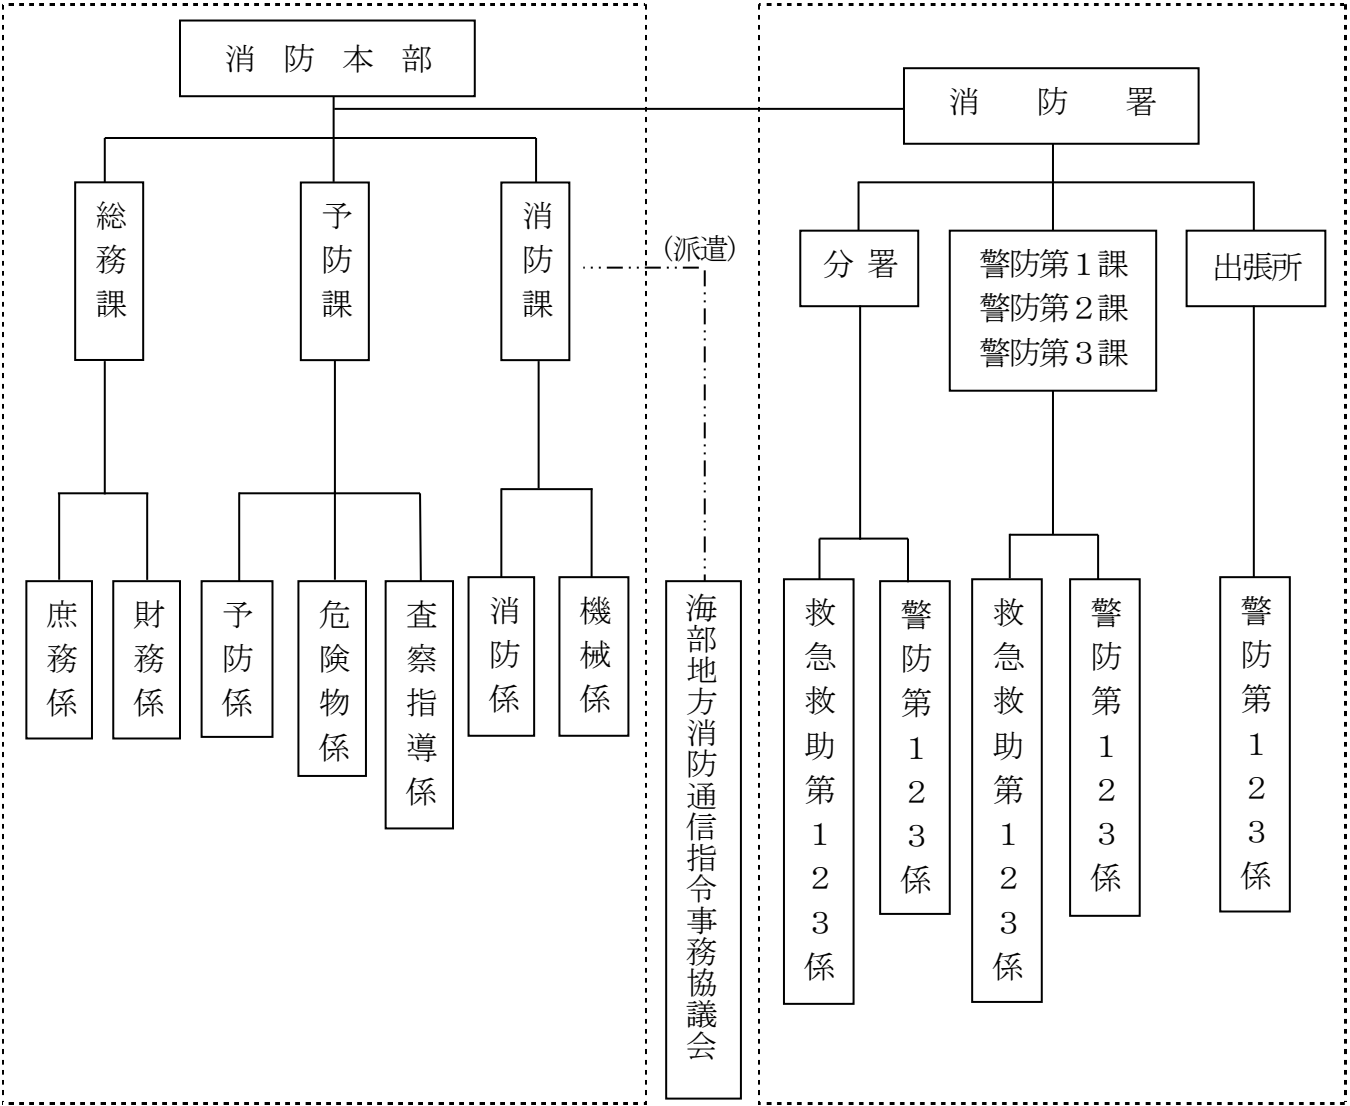 消防本部
消防署
総務課
予防課
消防課
(派遣)
分署
警防第１課
警防第２課
警防第３課
出張所
庶務係
財務係
予防係
危険物係
査察指導係
消防係
機械係
海部地方消防通信指令事務協議会
救急救助第１２３係
警防第１２３係
救急救助第１２３係
警防第１２３係
警防第１２３係